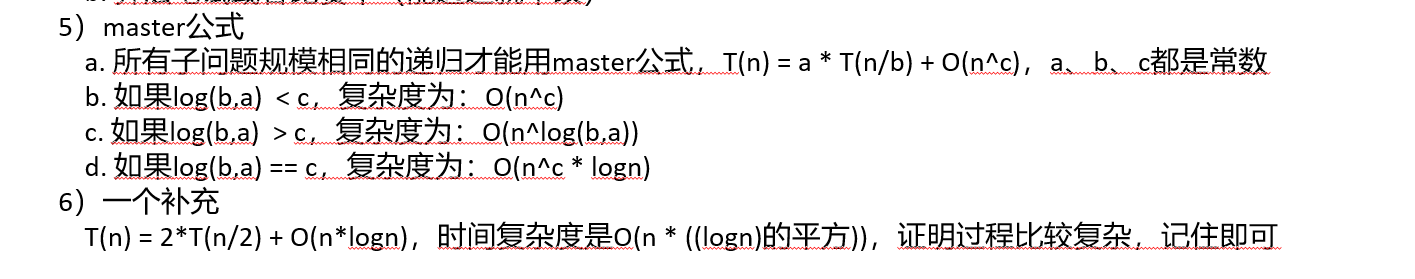 5）master公式
a. 所有子问题规模相同的递归才能用master公式，T(n) = a * T(n/b) + O(n^c)，a、b、c都是常数
b. 如果log(b,a) < c，复杂度为：O(n^c)
c. 如果log(b,a) > c，复杂度为：O(n^log(b,a))
d. 如果log(b,a) == c，复杂度为：O(n^c * logn)
6）一个补充
T(n) = 2*T(n/2) + O(n*logn)，时间复杂度是O(n * ((logn)的平方))，证明过程比较复杂，记住即可